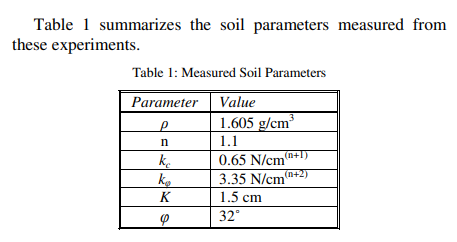 Table 1 summarizes the soil parameters measured from
these experiments.
Table 1: Measured Soil Parameters
Parameter Value
ρ 1.605 g/cm³
n 1.1
k_c 0.65 N/cm^(n+1)
k_φ 3.35 N/cm^(n+2)
K 1.5 cm
φ 32°